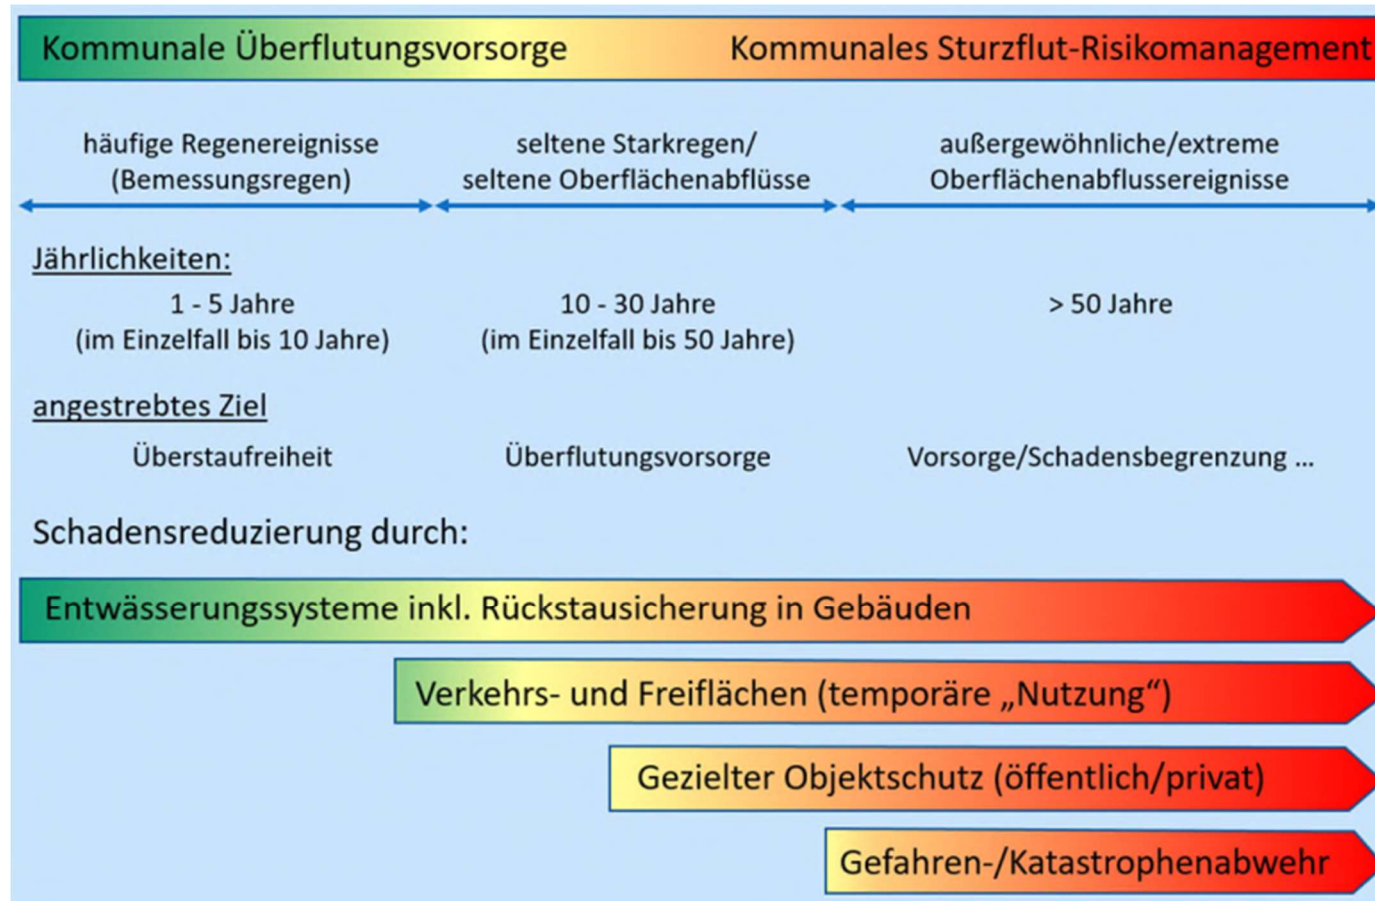 Kommunale Überflutungsvorsorge
Kommunales Sturzflut-Risikomanagement
häufige Regenereignisse
(Bemessungsregen)
seltene Starkregen/
seltene Oberflächenabflüsse
außergewöhnliche/extreme
Oberflächenabflussereignisse
Jährlichkeiten:
1 - 5 Jahre
(im Einzelfall bis 10 Jahre)
10 - 30 Jahre
(im Einzelfall bis 50 Jahre)
> 50 Jahre
angestrebtes Ziel
Überstaufreiheit
Überflutungsvorsorge
Vorsorge/Schadensbegrenzung ...
Schadensreduzierung durch:
Entwässerungssysteme inkl. Rückstausicherung in Gebäuden
Verkehrs- und Freiflächen (temporäre „Nutzung“)
Gezielter Objektschutz (öffentlich/privat)
Gefahren-/Katastrophenabwehr